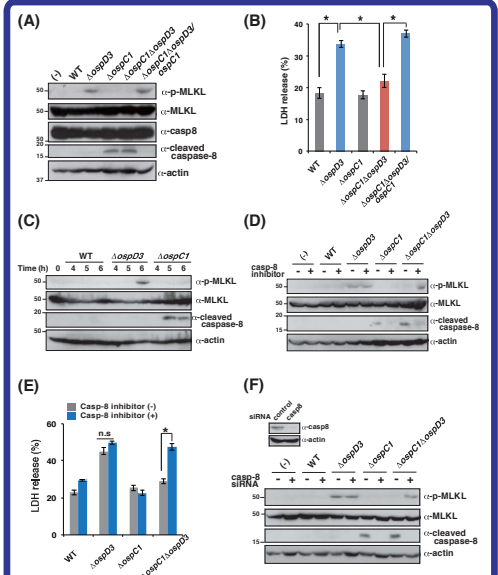 (A)
(-)
WT
ΔospD3
ΔospC1
ΔospC1ΔospD3
ΔospC1ΔospD3/
ospC1
50
α-p-MLKL
50
α-MLKL
50
α-casp8
20
15
α-cleaved
caspase-8
37
α-actin
(B)
LDH release (%)
40
30
20
10
0
* * *
WT
ΔospD3
ΔospC1
ΔospC1ΔospD3
ΔospC1ΔospD3/
ospC1
(C)
WT ΔospD3 ΔospC1
Time (h) 0 4 5 6 4 5 6 4 5 6
50
α-p-MLKL
50
α-MLKL
20
α-cleaved
caspase-8
50
α-actin
(D)
(-)
WT
ΔospD3
ΔospC1
ΔospC1ΔospD3
casp-8
inhibitor
- + - + - + - + - +
50
α-p-MLKL
50
α-MLKL
20
15
α-cleaved
caspase-8
α-actin
(E)
Casp-8 inhibitor (-)
Casp-8 inhibitor (+)
LDH release (%)
60
40
20
0
n.s
*
WT
ΔospD3
ΔospC1
ΔospC1ΔospD3
(F)
siRNA
control
casp8
α-casp8
α-actin
(-)
WT
ΔospD3
ΔospC1
ΔospC1ΔospD3
casp-8
siRNA
- + - + - + - + - +
50
α-p-MLKL
50
α-MLKL
15
α-cleaved
caspase-8
α-actin